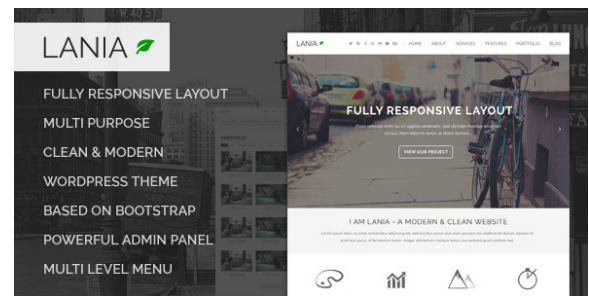 LANIA
FULLY RESPONSIVE LAYOUT
MULTI PURPOSE
CLEAN & MODERN
WORDPRESS THEME
BASED ON BOOTSTRAP
POWERFUL ADMIN PANEL
MULTI LEVEL MENU
PORTFOLIO
LANIA
HOME ABOUT SERVICES FEATURES PORTFOLIO BLOG
FULLY RESPONSIVE LAYOUT
VIEW OUR PROJECT
I AM LANIA - A MODERN & CLEAN WEBSITE